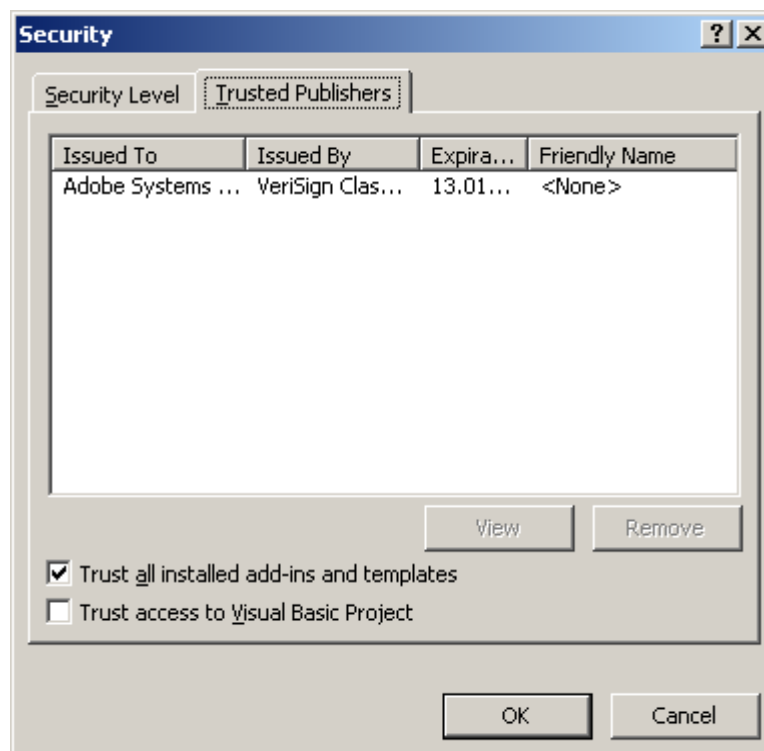 Security
Security Level Trusted Publishers
Issued To Issued By Expira... Friendly Name
Adobe Systems ... VeriSign Clas... 13.01... <None>
View Remove
Trust all installed add-ins and templates
Trust access to Visual Basic Project
OK Cancel